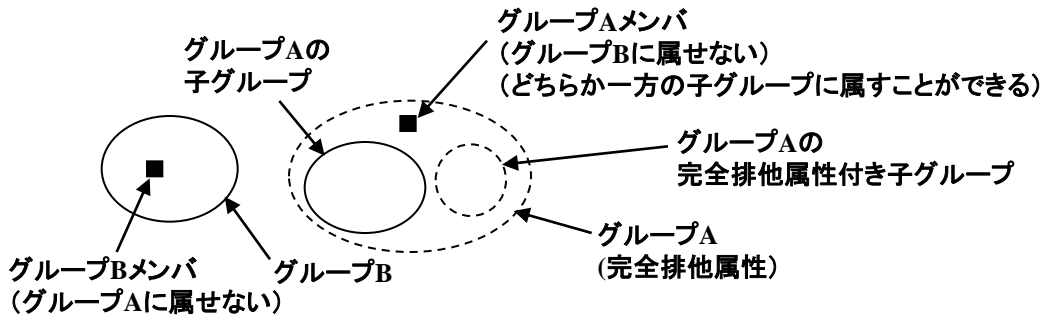 グループAの
子グループ
グループAメンバ
（グループBに属せない）
（どちらか一方の子グループに属すことができる）
グループAの
完全排他属性付き子グループ
グループA
(完全排他属性）
グループBメンバ
（グループAに属せない）
グループB